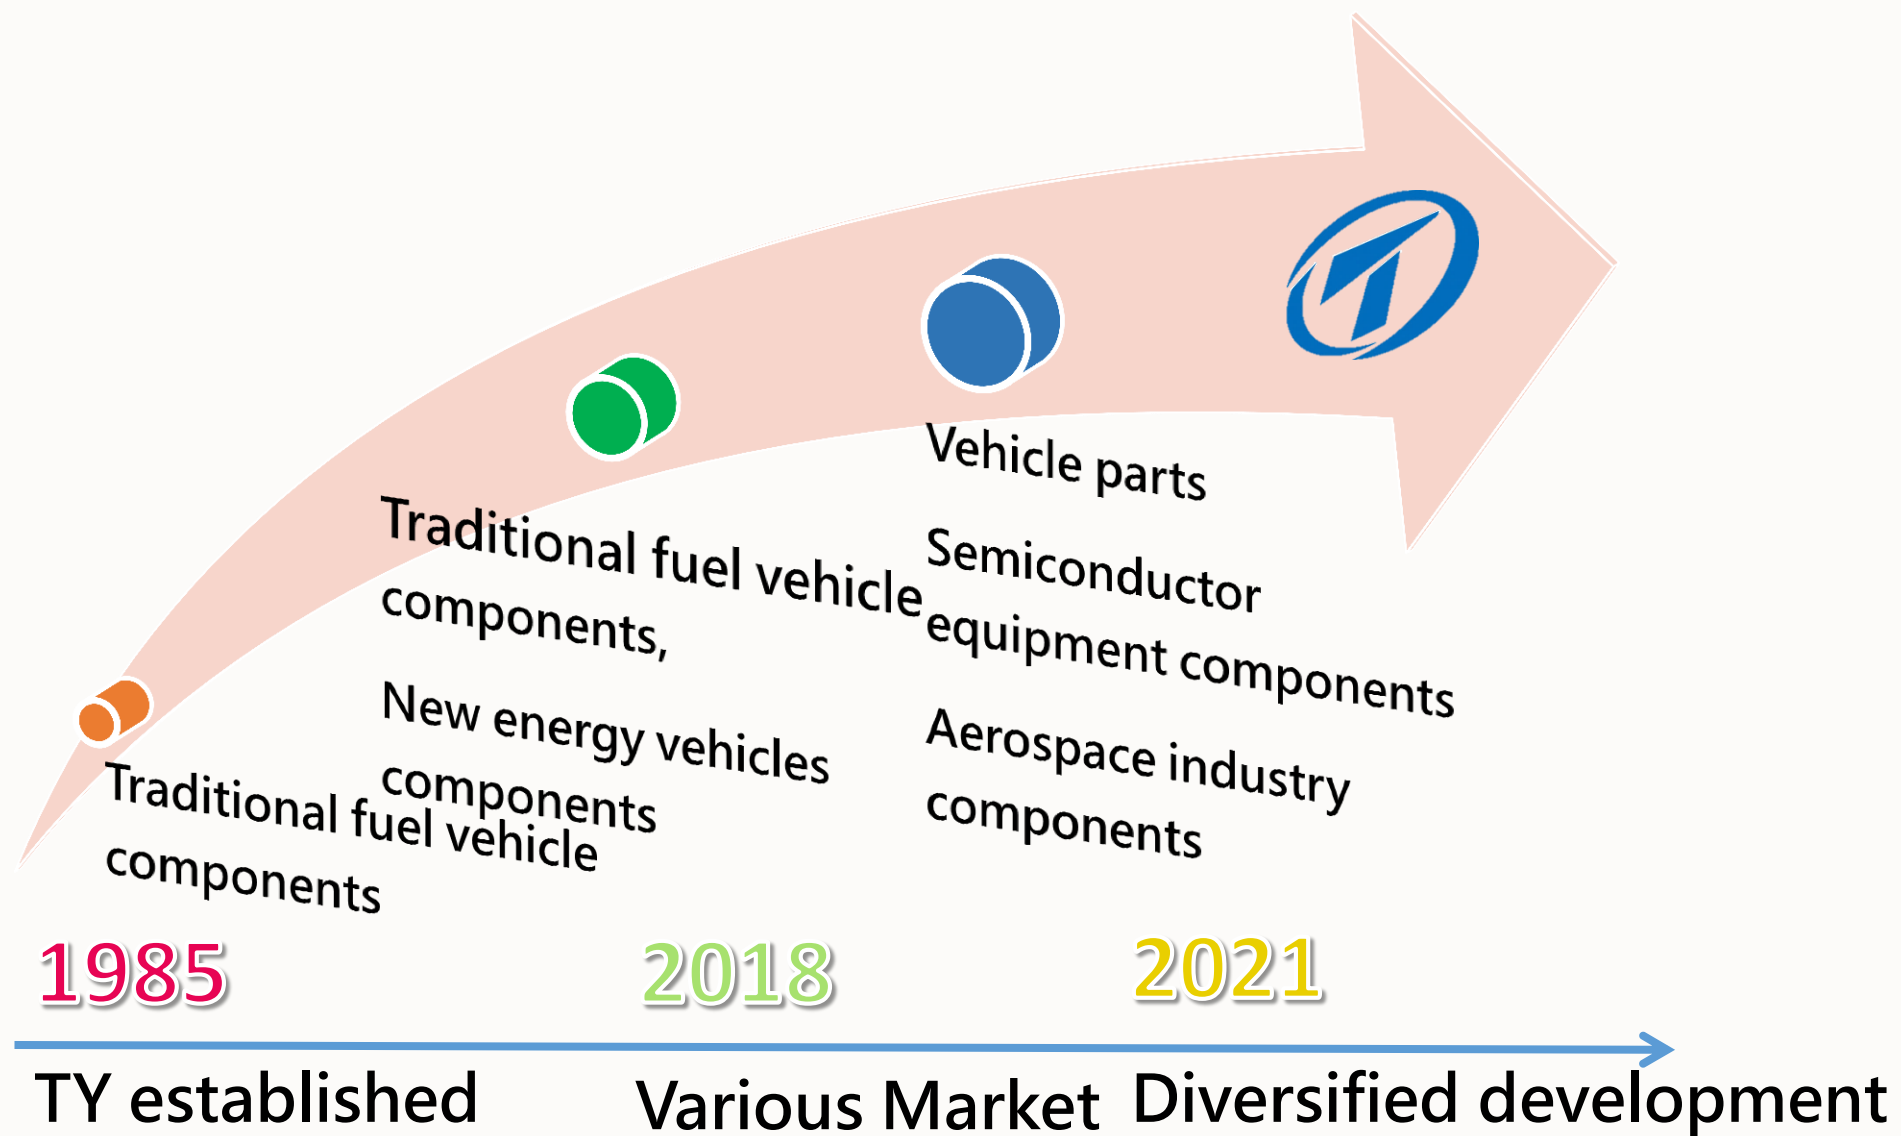 Traditional fuel vehicle
components
Traditional fuel vehicle
components,
New energy vehicles
components
Vehicle parts
Semiconductor
equipment components
Aerospace industry
components
1985
2018
2021
TY established
Various Market
Diversified development